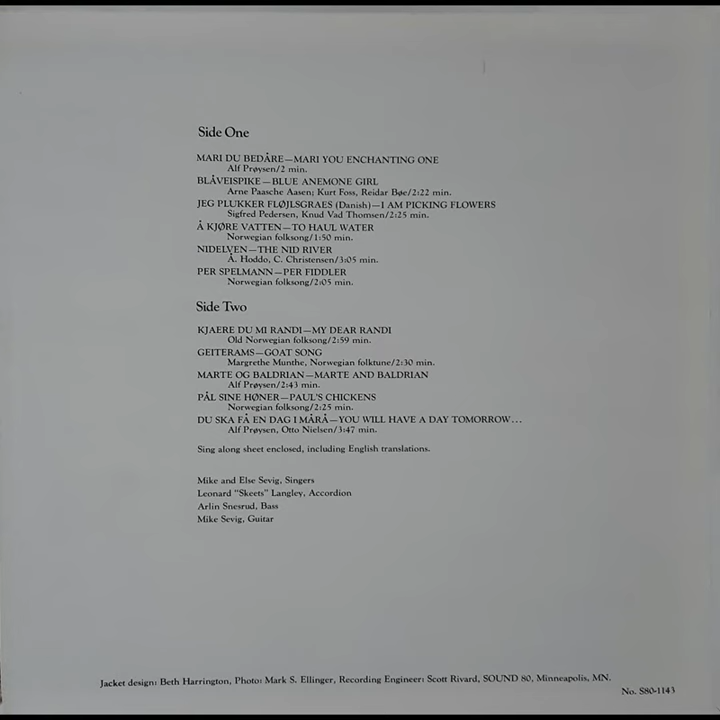 Side One
MARI DU BEDÅRE—MARI YOU ENCHANTING ONE
Alf Prøysen/2 min.
BLÅVEISPIKE—BLUE ANEMONE GIRL
Arne Paasche Aasen; Kurt Foss, Reidar Bøe/2:22 min.
JEG PLUKKER FLØJLSGRAES (Danish)—I AM PICKING FLOWERS
Sigfred Pedersen, Knud Vad Thomsen/2:25 min.
Å KJØRE VATTEN—TO HAUL WATER
Norwegian folksong/1:50 min.
NIDELVEN—THE NID RIVER
Å. Hoddo, C. Christensen/3:05 min.
PER SPELMANN—PER FIDDLER
Norwegian folksong/2:05 min.
Side Two
KJAERE DU MI RANDI—MY DEAR RANDI
Old Norwegian folksong/2:59 min.
GEITERAMS—GOAT SONG
Margrethe Munthe, Norwegian folktune/2:30 min.
MARTE OG BALDRIAN—MARTE AND BALDRIAN
Alf Prøysen/2:43 min.
PÅL SINE HØNER—PAUL'S CHICKENS
Norwegian folksong/2:25 min.
DU SKA FÅ EN DAG I MÅRÅ—YOU WILL HAVE A DAY TOMORROW...
Alf Prøysen, Otto Nielsen/3:47 min.
Sing along sheet enclosed, including English translations.
Mike and Else Sevig, Singers
Leonard "Skeets" Langley, Accordion
Arlin Snesrud, Bass
Mike Sevig, Guitar
Jacket design: Beth Harrington, Photo: Mark S. Ellinger, Recording Engineer: Scott Rivard, SOUND 80, Minneapolis, MN.
No. S80-1143